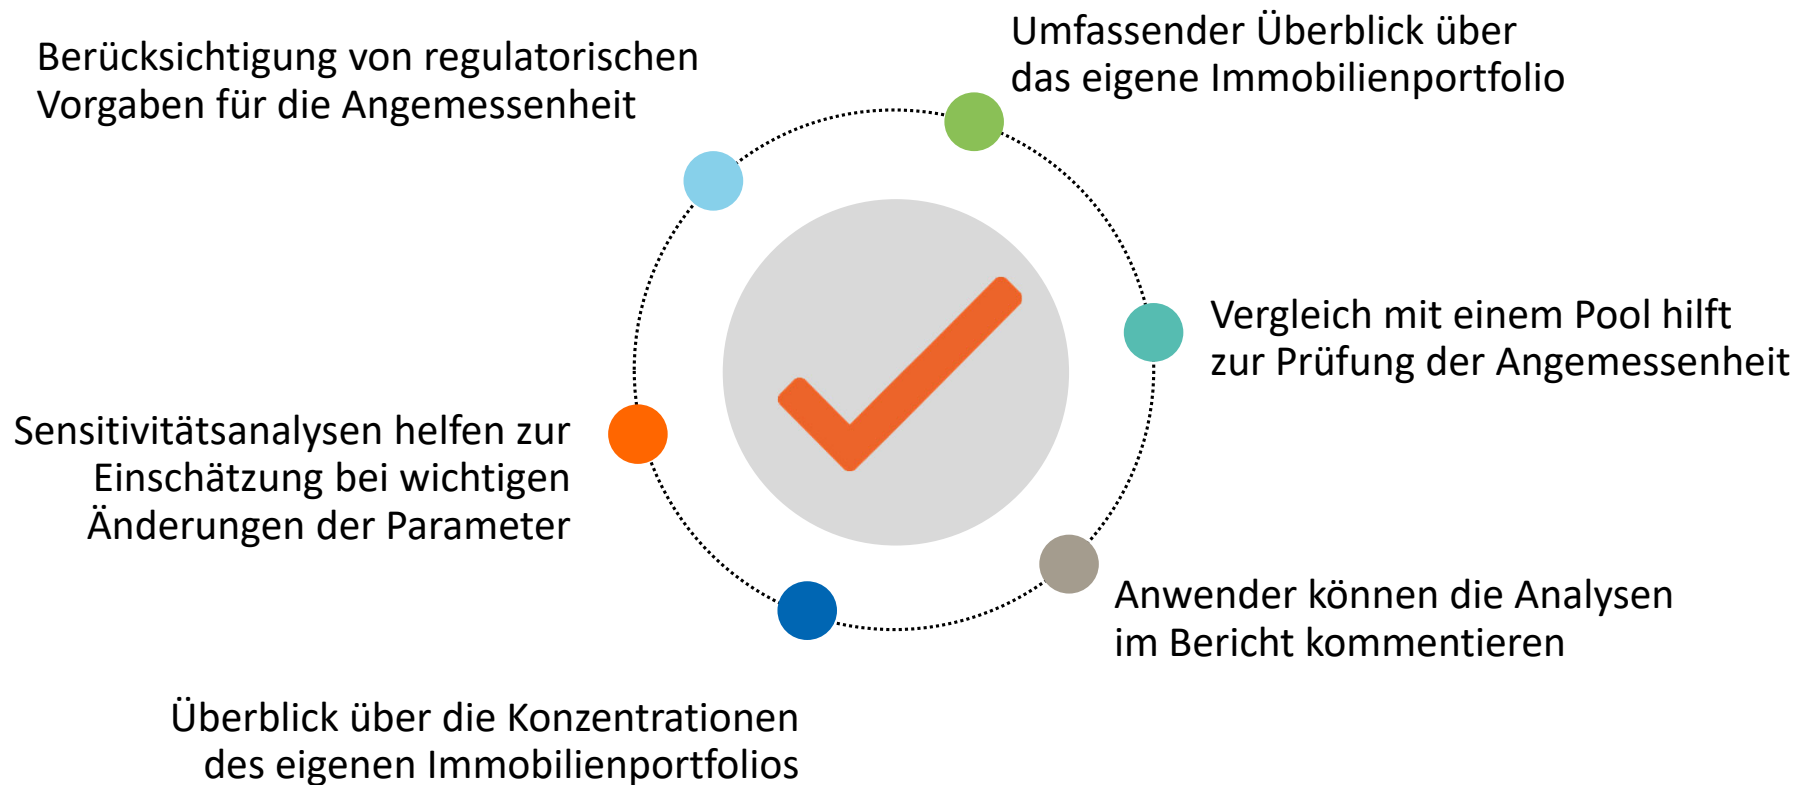 Berücksichtigung von regulatorischen
Vorgaben für die Angemessenheit
Umfassender Überblick über
das eigene Immobilienportfolio
Vergleich mit einem Pool hilft
zur Prüfung der Angemessenheit
Sensitivitätsanalysen helfen zur
Einschätzung bei wichtigen
Änderungen der Parameter
Anwender können die Analysen
im Bericht kommentieren
Überblick über die Konzentrationen
des eigenen Immobilienportfolios